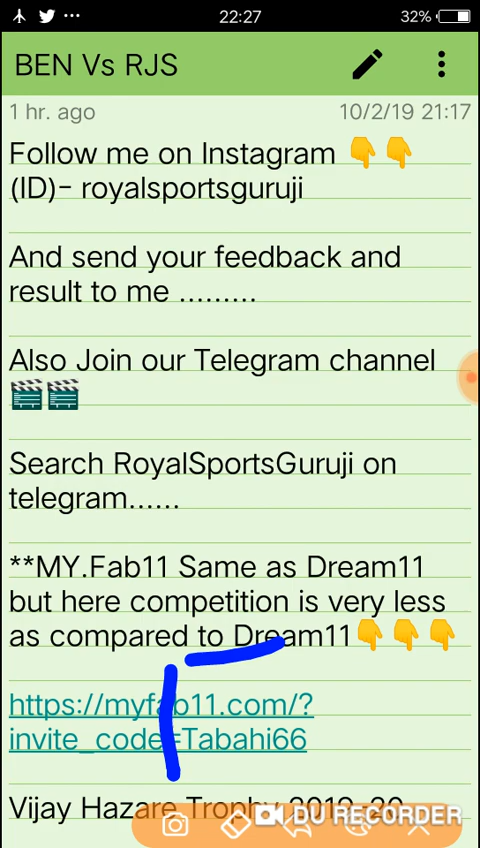 22:27
32%
BEN Vs RJS
1 hr. ago
10/2/19 21:17
Follow me on Instagram 👇👇
(ID)- royalsportsguruji
And send your feedback and
result to me .........
Also Join our Telegram channel
🎬🎬
Search RoyalSportsGuruji on
telegram......
**MY.Fab11 Same as Dream11
but here competition is very less
as compared to Dream11👇👇👇
https://myfab11.com/?
invite_code=Tabahi66
Vijay Hazare Trophy 2019-20
DU RECORDER